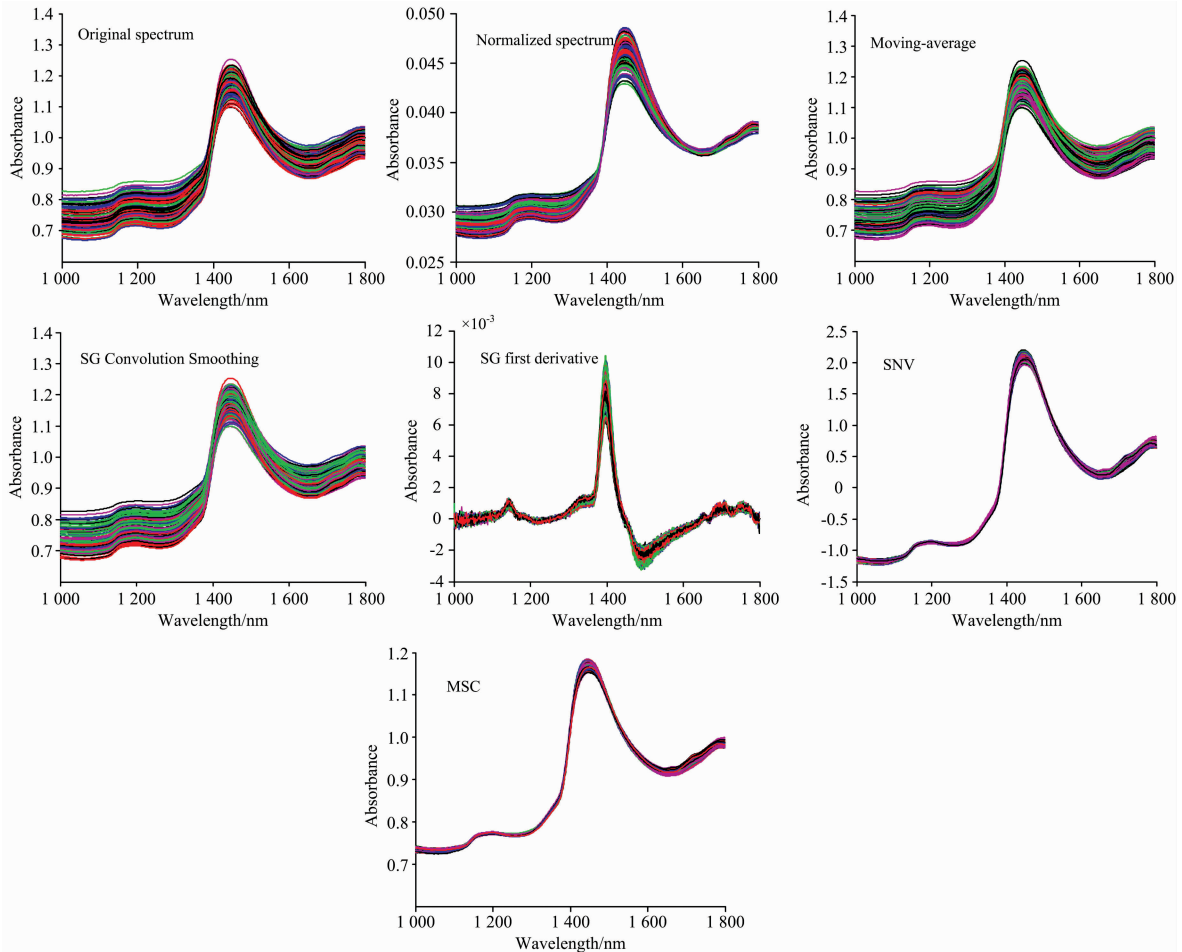 Original spectrum
1.4
1.3
1.2
1.1
1.0
0.9
0.8
0.7
Absorbance
1 000 1 200 1 400 1 600 1 800
Wavelength/nm
Normalized spectrum
0.050
0.045
0.040
0.035
0.030
0.025
Absorbance
1 000 1 200 1 400 1 600 1 800
Wavelength/nm
Moving-average
1.4
1.3
1.2
1.1
1.0
0.9
0.8
0.7
Absorbance
1 000 1 200 1 400 1 600 1 800
Wavelength/nm
SG Convolution Smoothing
1.4
1.3
1.2
1.1
1.0
0.9
0.8
0.7
Absorbance
1 000 1 200 1 400 1 600 1 800
Wavelength/nm
×10⁻³
SG first derivative
12
10
8
6
4
2
0
-2
-4
Absorbance
1 000 1 200 1 400 1 600 1 800
Wavelength/nm
SNV
2.5
2.0
1.5
1.0
0.5
0
-0.5
-1.0
-1.5
Absorbance
1 000 1 200 1 400 1 600 1 800
Wavelength/nm
MSC
1.2
1.1
1.0
0.9
0.8
0.7
Absorbance
1 000 1 200 1 400 1 600 1 800
Wavelength/nm